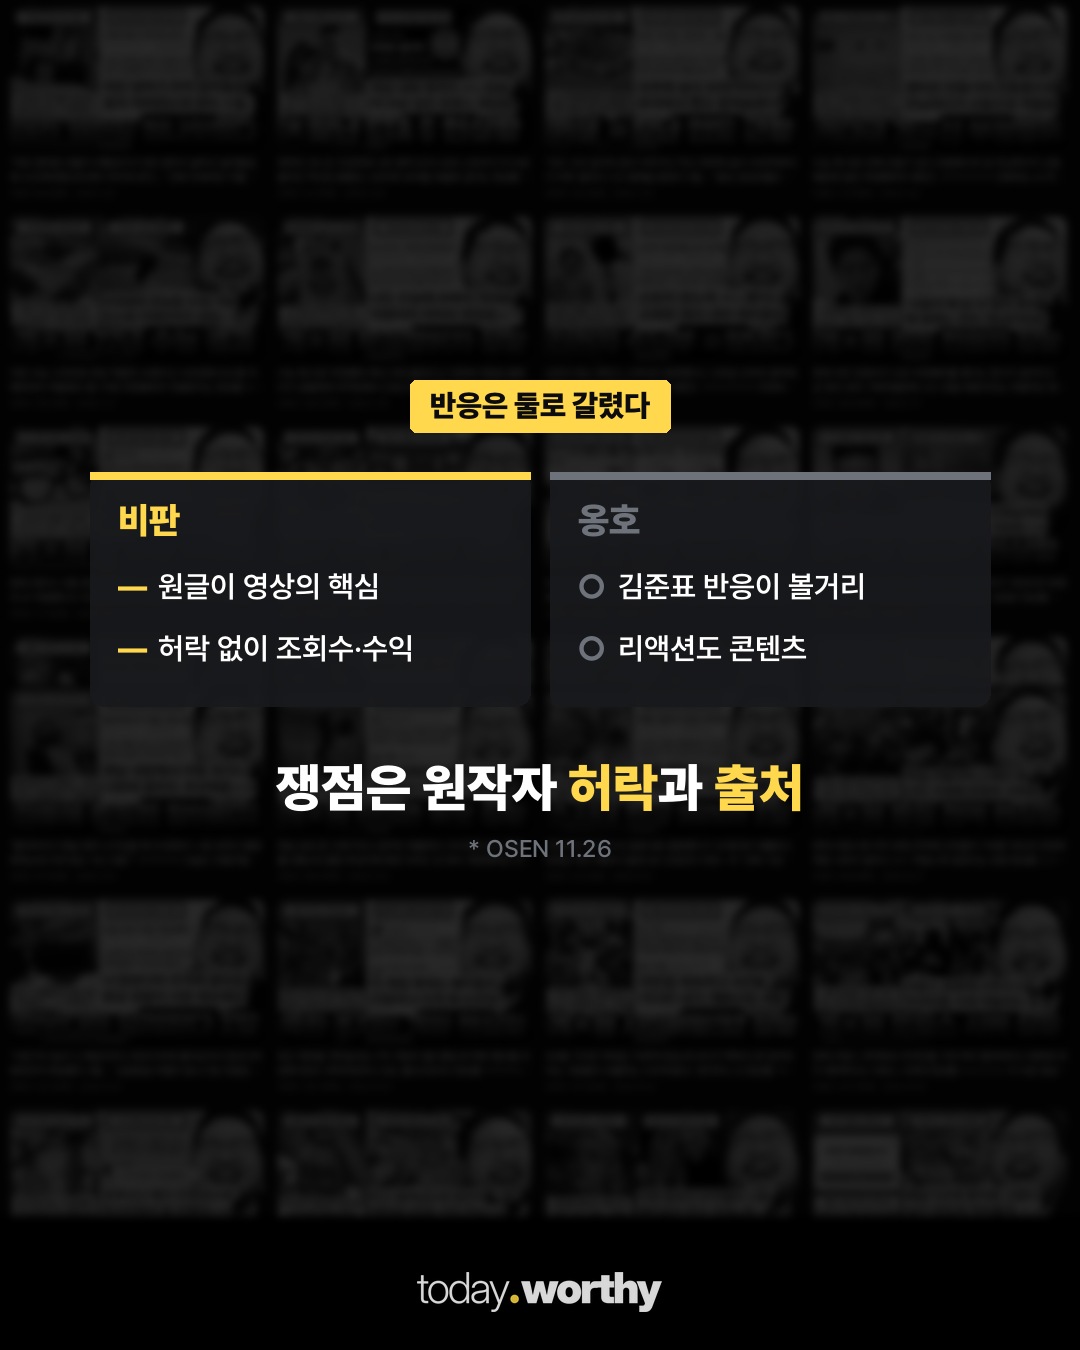 반응은 둘로 갈렸다
비판
— 원글이 영상의 핵심
— 허락 없이 조회수·수익
옹호
○ 김준표 반응이 볼거리
○ 리액션도 콘텐츠
쟁점은 원작자 허락과 출처
* OSEN 11.26
today.worthy